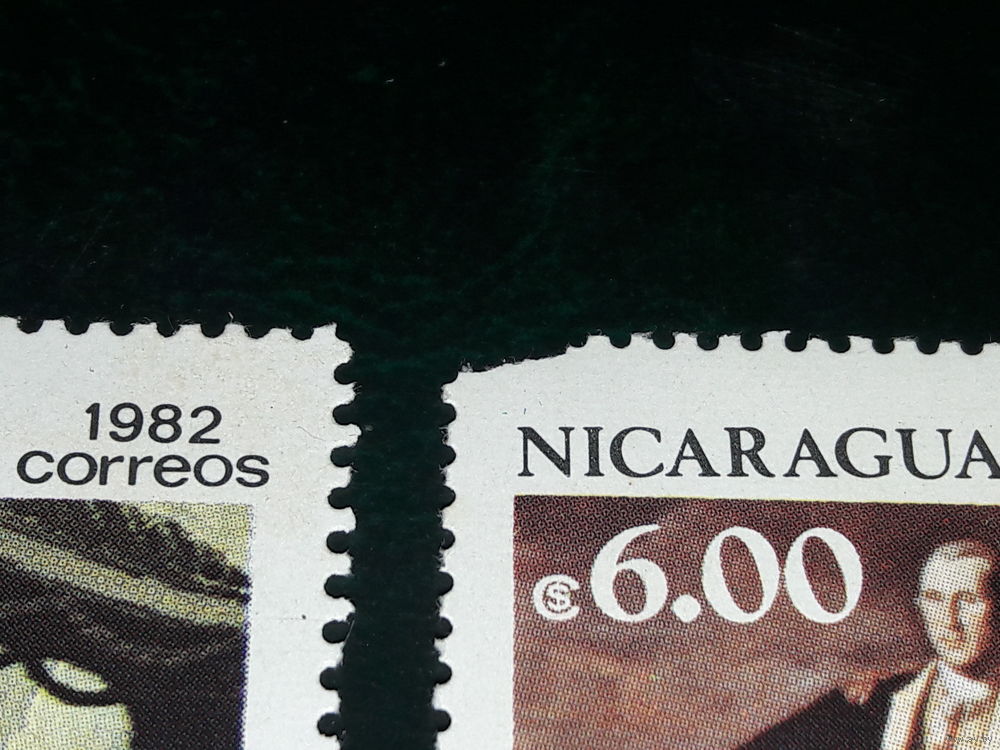 1982
correos
NICARAGUA
C$6.00